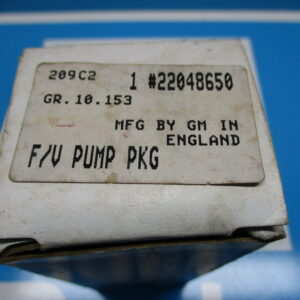 209C2 1 #22048650
GR.10.153
MFG BY GM IN
ENGLAND
F/V PUMP PKG